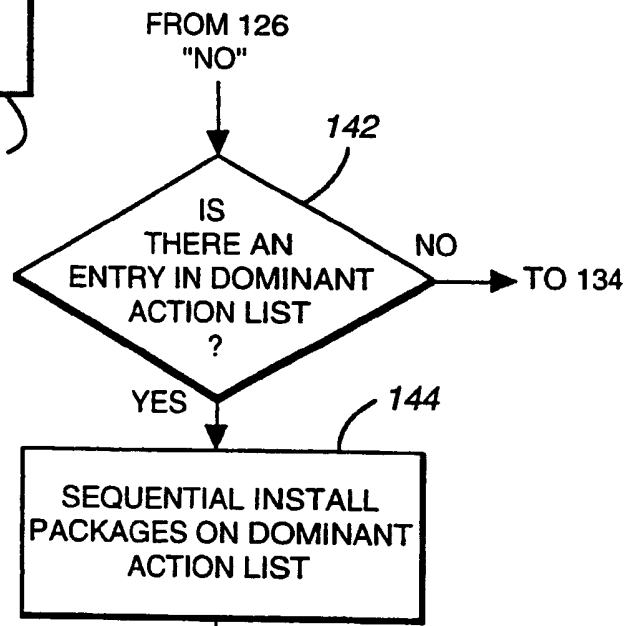 FROM 126
"NO"
142
IS
THERE AN
ENTRY IN DOMINANT
ACTION LIST
?
NO
TO 134
YES
144
SEQUENTIAL INSTALL
PACKAGES ON DOMINANT
ACTION LIST